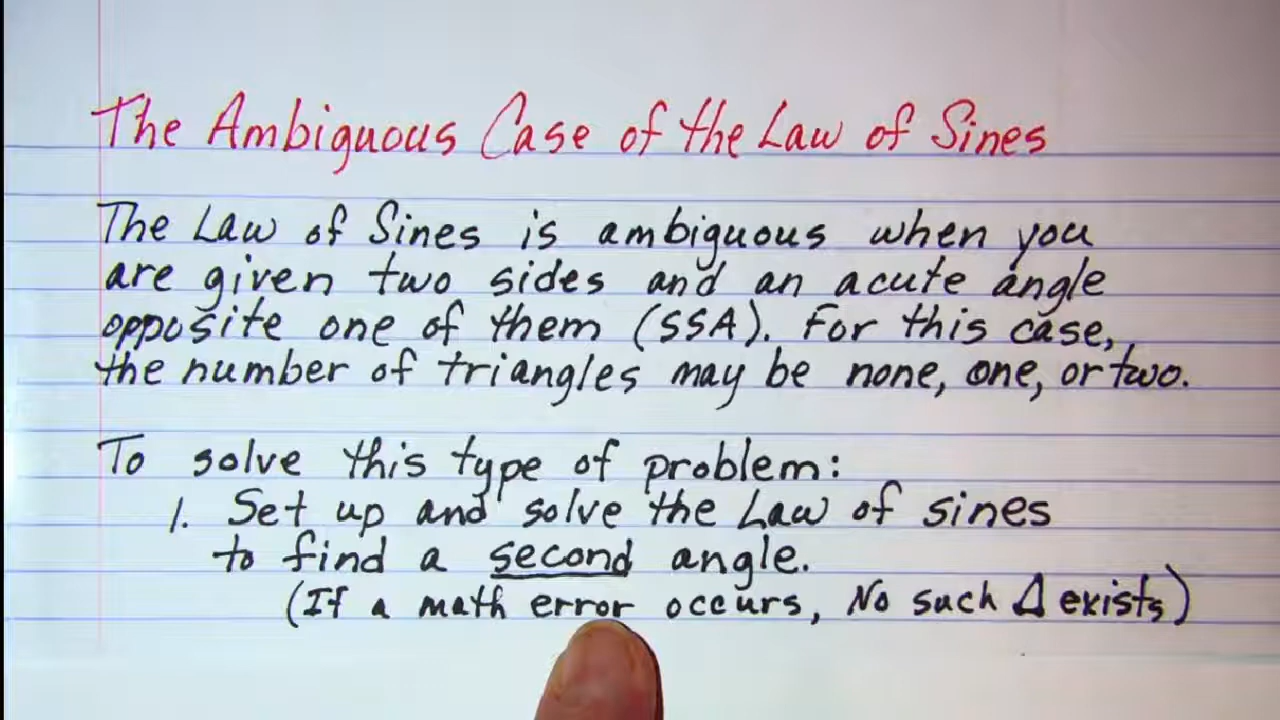 The Ambiguous Case of the Law of Sines
The Law of Sines is ambiguous when you
are given two sides and an acute angle
opposite one of them (SSA). For this case,
the number of triangles may be none, one, or two.
To solve this type of problem:
1. Set up and solve the Law of sines
to find a second angle.
(If a math error occurs, No such Δ exists)